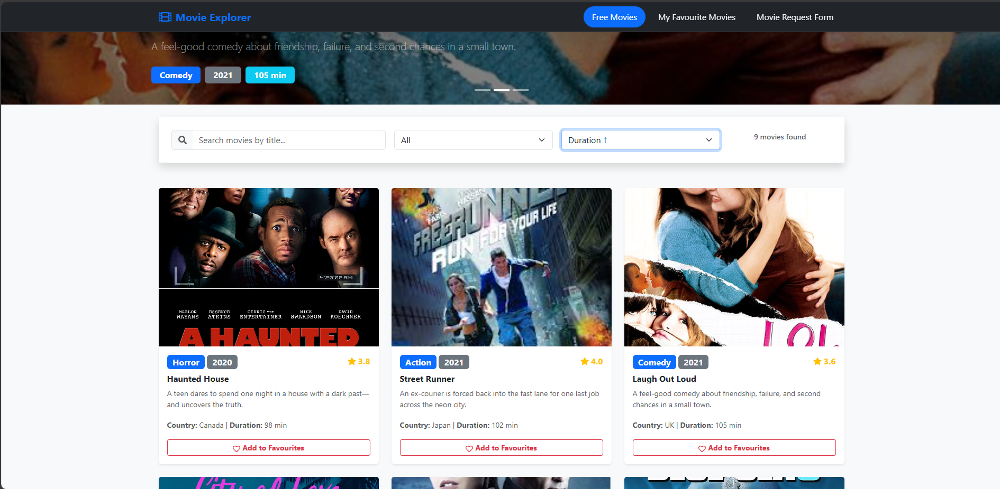 Movie Explorer
Free Movies
My Favourite Movies
Movie Request Form
A feel-good comedy about friendship, failure, and second chances in a small town.
Comedy
2021
105 min
Search movies by title...
All
Duration ↑
9 movies found
4:20:02 AM
MARLON WAYANS
ESSENCE ATKINS
CEDRIC THE ENTERTAINER
NICK SWARDSON
DAVID KOECHNER
A HAUNTED
Horror
2020
3.8
Haunted House
A teen dares to spend one night in a house with a dark past—
and uncovers the truth.
Country: Canada | Duration: 98 min
Add to Favourites
HASSAN
PARIS
FREERUNNER
RUN FOR YOUR LIFE
Action
2021
4.0
Street Runner
An ex-courier is forced back into the fast lane for one last job
across the neon city.
Country: Japan | Duration: 102 min
Add to Favourites
LOL
Comedy
2021
3.6
Laugh Out Loud
A feel-good comedy about friendship, failure, and second
chances in a small town.
Country: UK | Duration: 105 min
Add to Favourites
City of Love